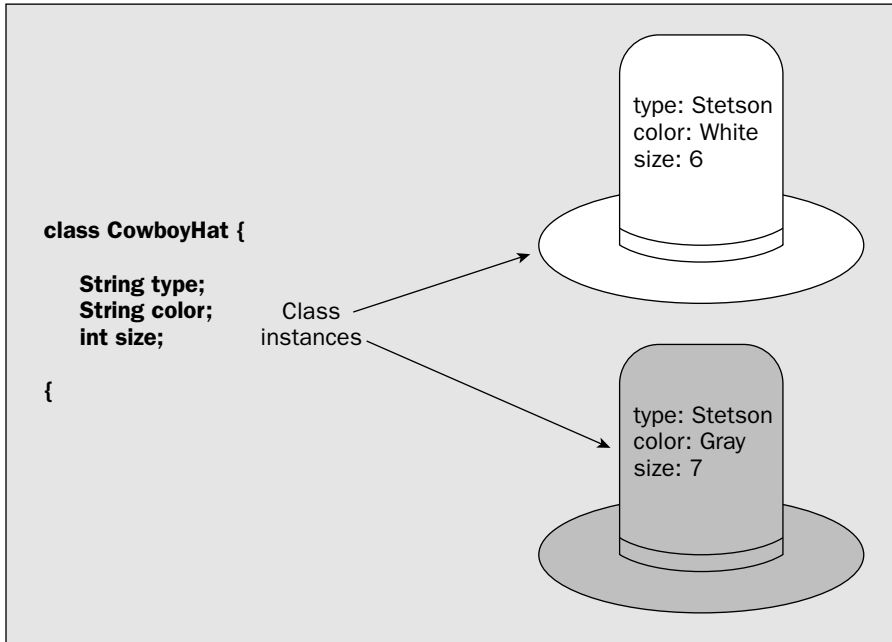 class CowboyHat {
String type;
String color;
int size;
{
Class
instances
type: Stetson
color: White
size: 6
type: Stetson
color: Gray
size: 7